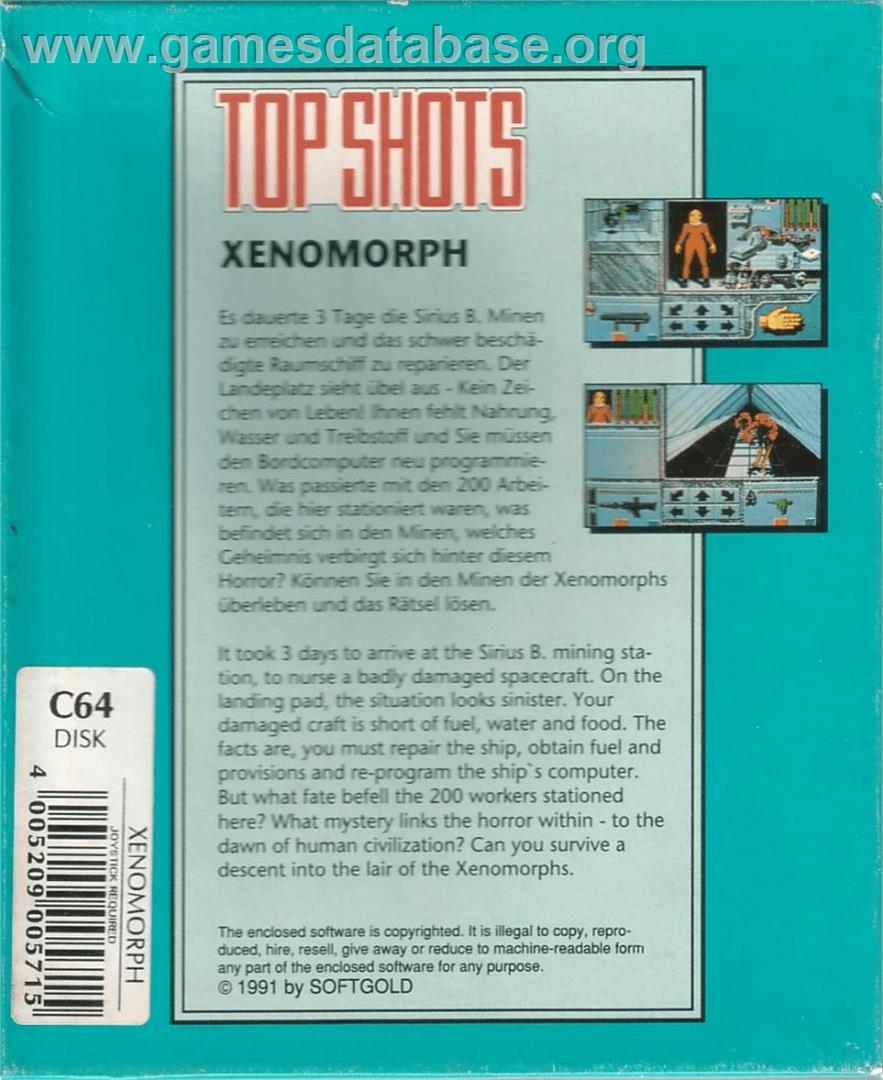 www.gamesdatabase.org
TOP SHOTS
XENOMORPH
Es dauerte 3 Tage die Sirius B. Minen
zu erreichen und das schwer beschä-
digte Raumschiff zu reparieren. Der
Landeplatz sieht übel aus - Kein Zei-
chen von Leben! Ihnen fehlt Nahrung,
Wasser und Treibstoff und Sie müssen
den Bordcomputer neu programmie-
ren. Was passierte mit den 200 Arbei-
tern, die hier stationiert waren, was
befindet sich in den Minen, welches
Geheimnis verbirgt sich hinter diesem
Horror? Können Sie in den Minen der Xenomorphs
überleben und das Rätsel lösen.
It took 3 days to arrive at the Sirius B. mining sta-
tion, to nurse a badly damaged spacecraft. On the
landing pad, the situation looks sinister. Your
damaged craft is short of fuel, water and food. The
facts are, you must repair the ship, obtain fuel and
provisions and re-program the ship`s computer.
But what fate befell the 200 workers stationed
here? What mystery links the horror within - to the
dawn of human civilization? Can you survive a
descent into the lair of the Xenomorphs.
The enclosed software is copyrighted. It is illegal to copy, repro-
duced, hire, resell, give away or reduce to machine-readable form
any part of the enclosed software for any purpose.
© 1991 by SOFTGOLD
C64
DISK
XENOMORPH
JOYSTICK REQUIRED
4 005209 005715